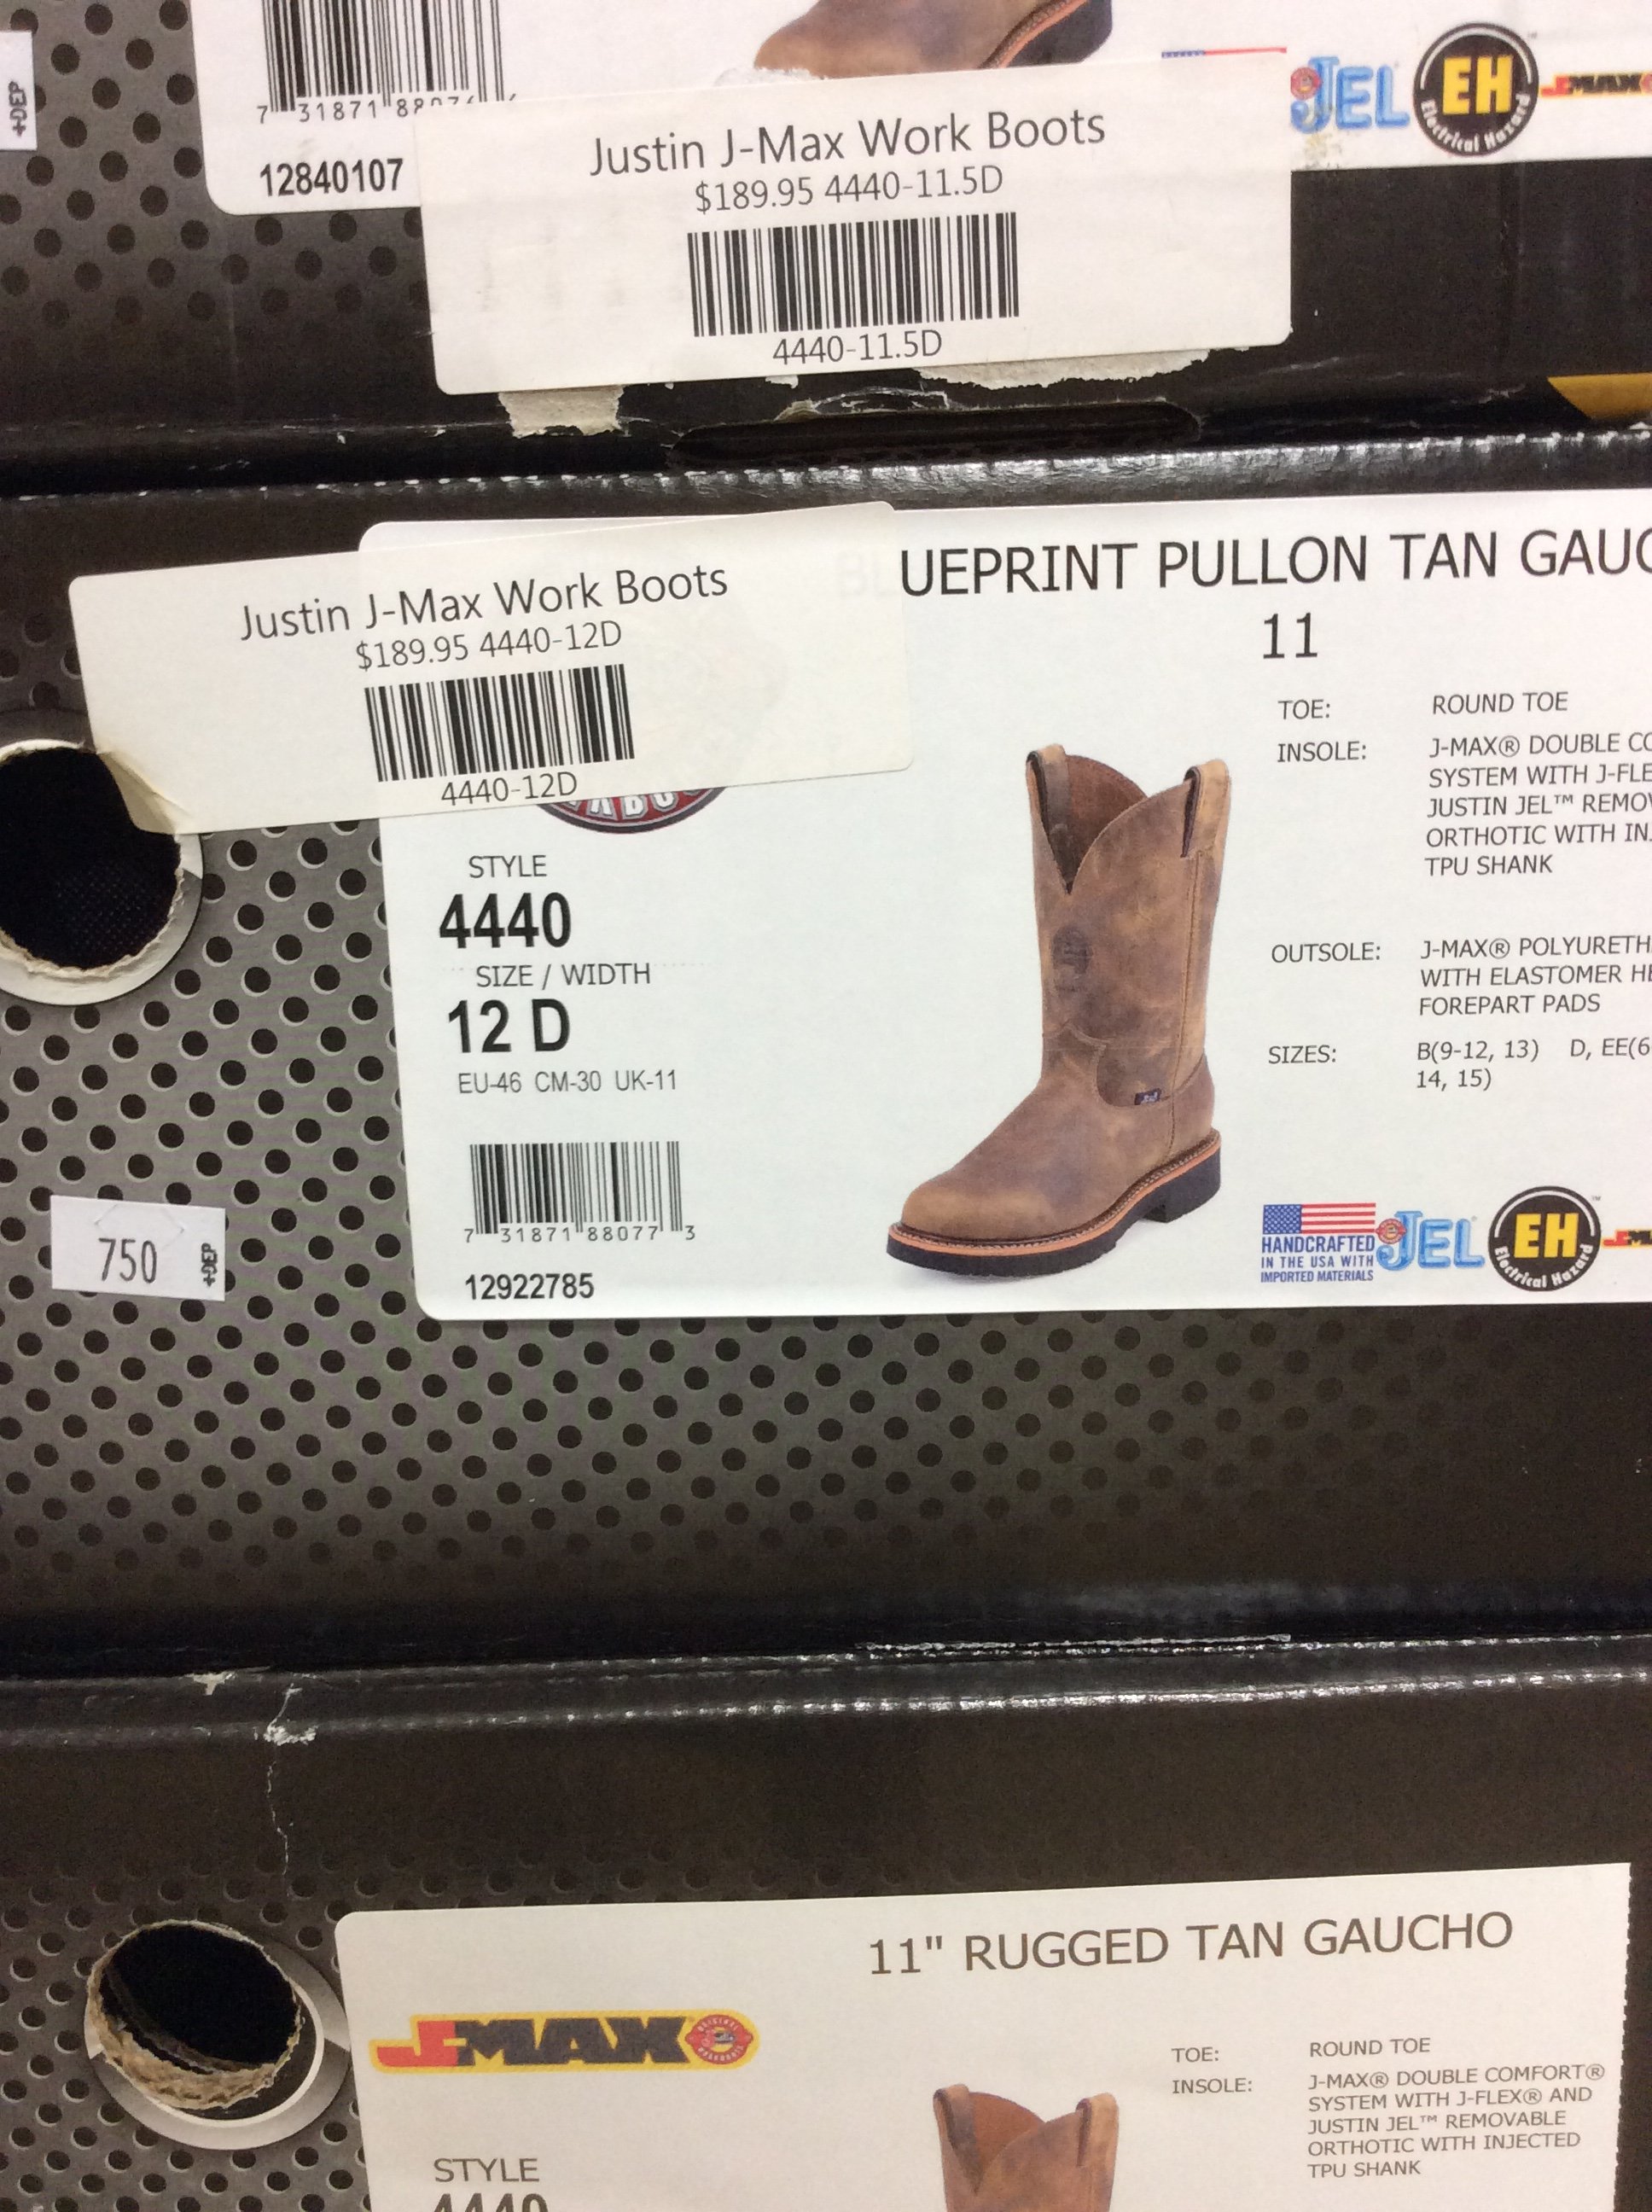 12840107
JEL
EH
Electrical Hazard
J-MAX
+DEP
Justin J-Max Work Boots
$189.95 4440-11.5D
4440-11.5D
Justin J-Max Work Boots
$189.95 4440-12D
4440-12D
UEPRINT PULLON TAN GAUC
11
STYLE
4440
SIZE / WIDTH
12 D
EU-46 CM-30 UK-11
7 31871 88077 3
12922785
750
+DEP
TOE: ROUND TOE
INSOLE: J-MAX® DOUBLE CO
SYSTEM WITH J-FLE
JUSTIN JEL™ REMOV
ORTHOTIC WITH INJ
TPU SHANK
OUTSOLE: J-MAX® POLYURETH
WITH ELASTOMER HE
FOREPART PADS
SIZES: B(9-12, 13) D, EE(6
14, 15)
HANDCRAFTED
IN THE USA WITH
IMPORTED MATERIALS
JEL
EH
Electrical Hazard
11" RUGGED TAN GAUCHO
J-MAX
TOE: ROUND TOE
INSOLE: J-MAX® DOUBLE COMFORT®
SYSTEM WITH J-FLEX® AND
JUSTIN JEL™ REMOVABLE
ORTHOTIC WITH INJECTED
TPU SHANK
STYLE
4440